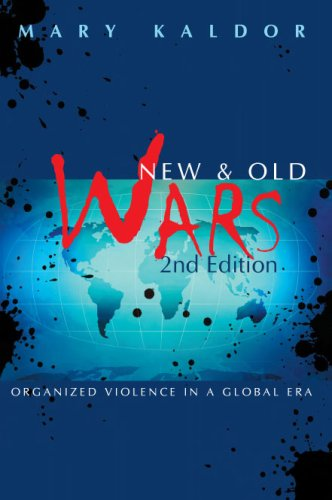 MARY KALDOR
NEW & OLD
WARS
2nd Edition
ORGANIZED VIOLENCE IN A GLOBAL ERA